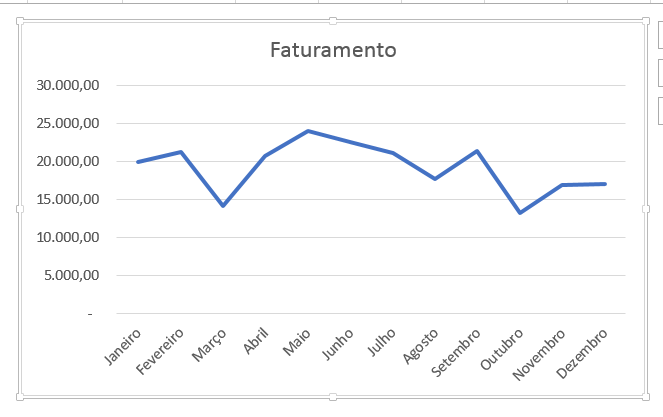 Faturamento
30.000,00
25.000,00
20.000,00
15.000,00
10.000,00
5.000,00
-
Janeiro
Fevereiro
Março
Abril
Maio
Junho
Julho
Agosto
Setembro
Outubro
Novembro
Dezembro